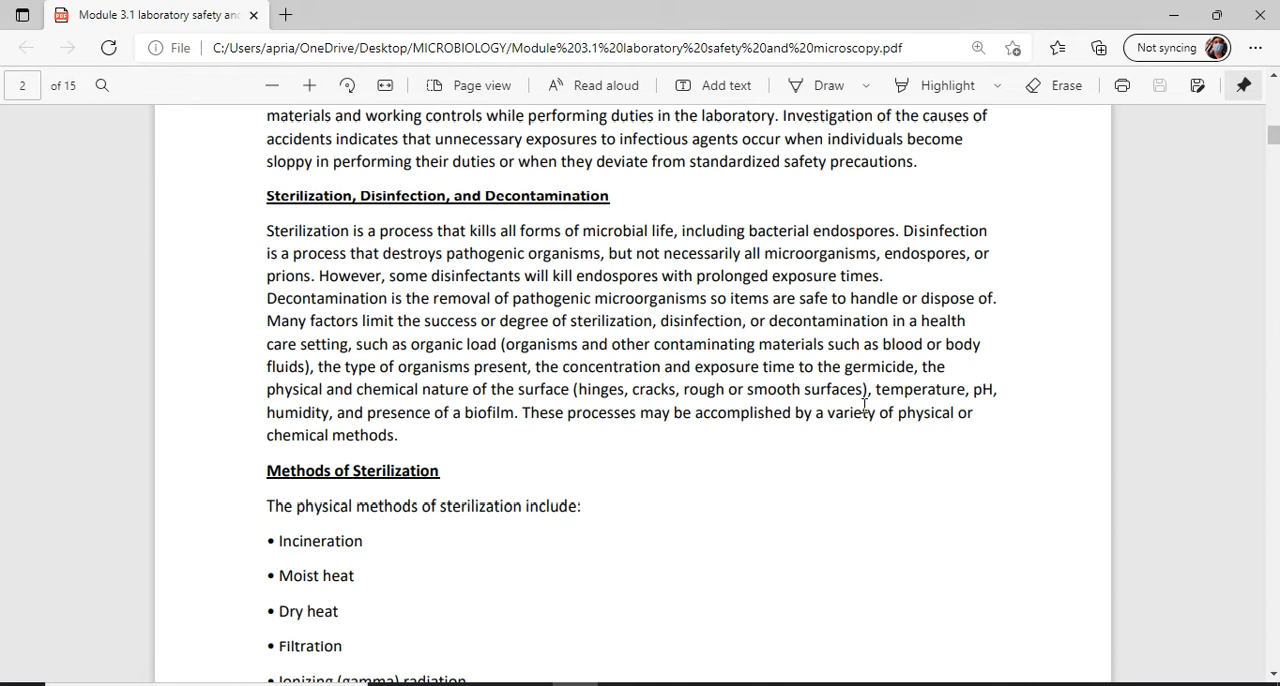 Module 3.1 laboratory safety and
File
C:/Users/apria/OneDrive/Desktop/MICROBIOLOGY/Module%203.1%20laboratory%20safety%20and%20microscopy.pdf
Not syncing
2 of 15
Page view
Read aloud
Add text
Draw
Highlight
Erase
materials and working controls while performing duties in the laboratory. Investigation of the causes of
accidents indicates that unnecessary exposures to infectious agents occur when individuals become
sloppy in performing their duties or when they deviate from standardized safety precautions.
Sterilization, Disinfection, and Decontamination
Sterilization is a process that kills all forms of microbial life, including bacterial endospores. Disinfection
is a process that destroys pathogenic organisms, but not necessarily all microorganisms, endospores, or
prions. However, some disinfectants will kill endospores with prolonged exposure times.
Decontamination is the removal of pathogenic microorganisms so items are safe to handle or dispose of.
Many factors limit the success or degree of sterilization, disinfection, or decontamination in a health
care setting, such as organic load (organisms and other contaminating materials such as blood or body
fluids), the type of organisms present, the concentration and exposure time to the germicide, the
physical and chemical nature of the surface (hinges, cracks, rough or smooth surfaces), temperature, pH,
humidity, and presence of a biofilm. These processes may be accomplished by a variety of physical or
chemical methods.
Methods of Sterilization
The physical methods of sterilization include:
• Incineration
• Moist heat
• Dry heat
• Filtration
• Ionizing (gamma) radiation